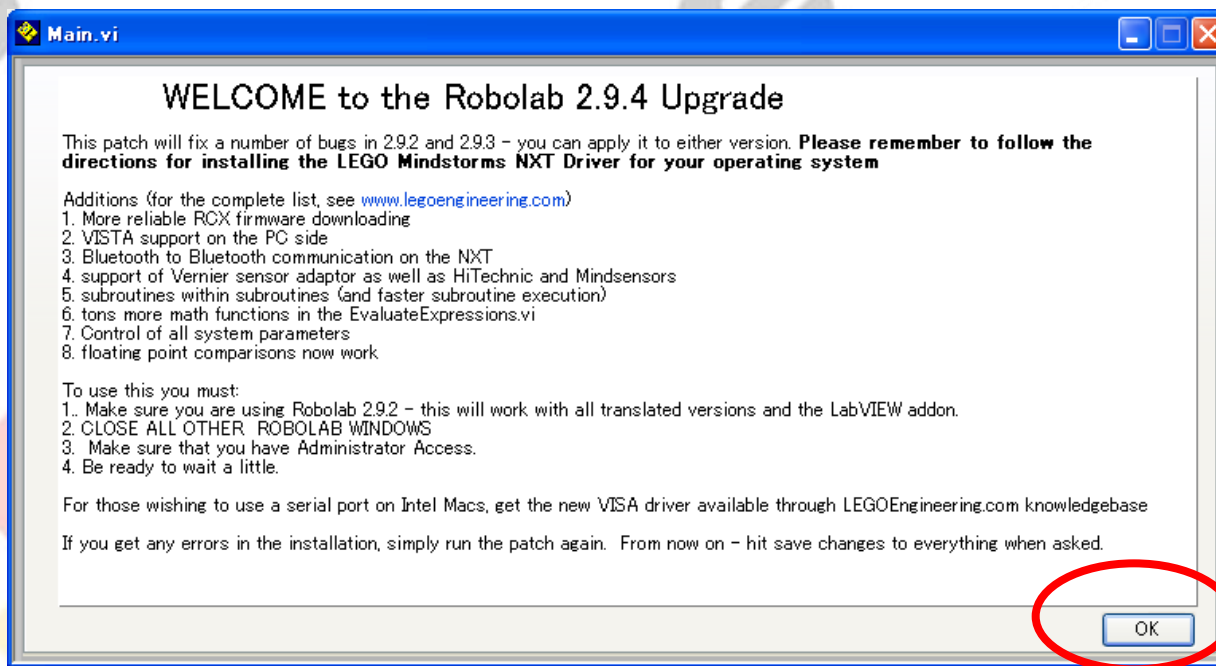 Main.vi
WELCOME to the Robolab 2.9.4 Upgrade
This patch will fix a number of bugs in 2.9.2 and 2.9.3 - you can apply it to either version. Please remember to follow the
directions for installing the LEGO Mindstorms NXT Driver for your operating system
Additions (for the complete list, see www.legoengineering.com)
1. More reliable RCX firmware downloading
2. VISTA support on the PC side
3. Bluetooth to Bluetooth communication on the NXT
4. support of Vernier sensor adaptor as well as HiTechnic and Mindsensors
5. subroutines within subroutines (and faster subroutine execution)
6. tons more math functions in the EvaluateExpressions.vi
7. Control of all system parameters
8. floating point comparisons now work
To use this you must:
1.. Make sure you are using Robolab 2.9.2 - this will work with all translated versions and the LabVIEW addon.
2. CLOSE ALL OTHER ROBOLAB WINDOWS
3. Make sure that you have Administrator Access.
4. Be ready to wait a little.
For those wishing to use a serial port on Intel Macs, get the new VISA driver available through LEGOEngineering.com knowledgebase
If you get any errors in the installation, simply run the patch again. From now on - hit save changes to everything when asked.
OK